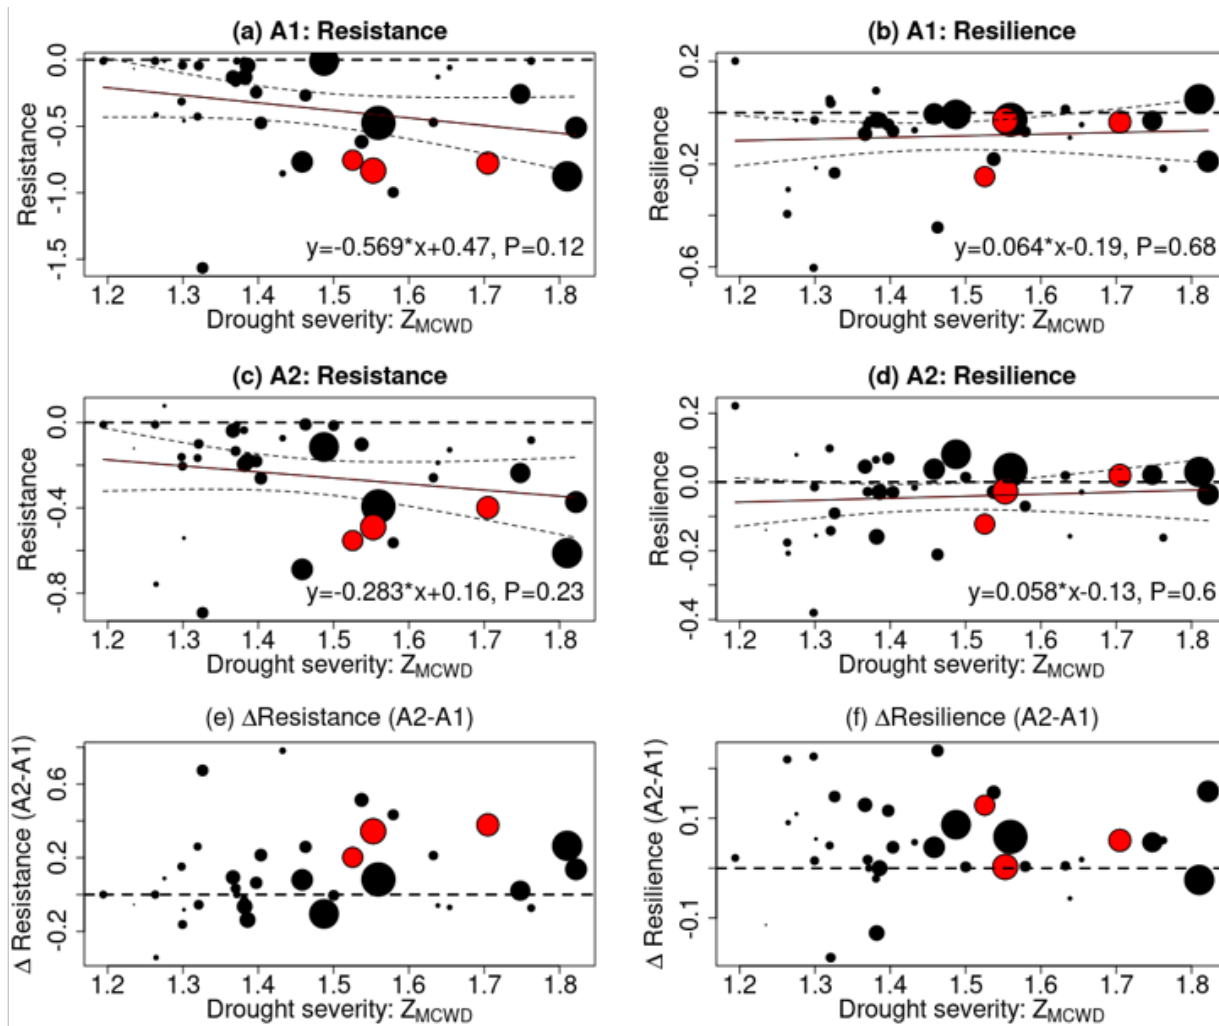 (a) A1: Resistance
Resistance
0.0
-0.5
-1.0
-1.5
y=-0.569*x+0.47, P=0.12
1.2 1.3 1.4 1.5 1.6 1.7 1.8
Drought severity: ZMCWD
(b) A1: Resilience
Resilience
0.2
-0.2
-0.6
y=0.064*x-0.19, P=0.68
1.2 1.3 1.4 1.5 1.6 1.7 1.8
Drought severity: ZMCWD
(c) A2: Resistance
Resistance
0.0
-0.4
-0.8
y=-0.283*x+0.16, P=0.23
1.2 1.3 1.4 1.5 1.6 1.7 1.8
Drought severity: ZMCWD
(d) A2: Resilience
Resilience
0.2
0.0
-0.2
-0.4
y=0.058*x-0.13, P=0.6
1.2 1.3 1.4 1.5 1.6 1.7 1.8
Drought severity: ZMCWD
(e) ΔResistance (A2-A1)
Δ Resistance (A2-A1)
0.6
0.2
-0.2
1.2 1.3 1.4 1.5 1.6 1.7 1.8
Drought severity: ZMCWD
(f) ΔResilience (A2-A1)
Δ Resilience (A2-A1)
0.1
-0.1
1.2 1.3 1.4 1.5 1.6 1.7 1.8
Drought severity: ZMCWD